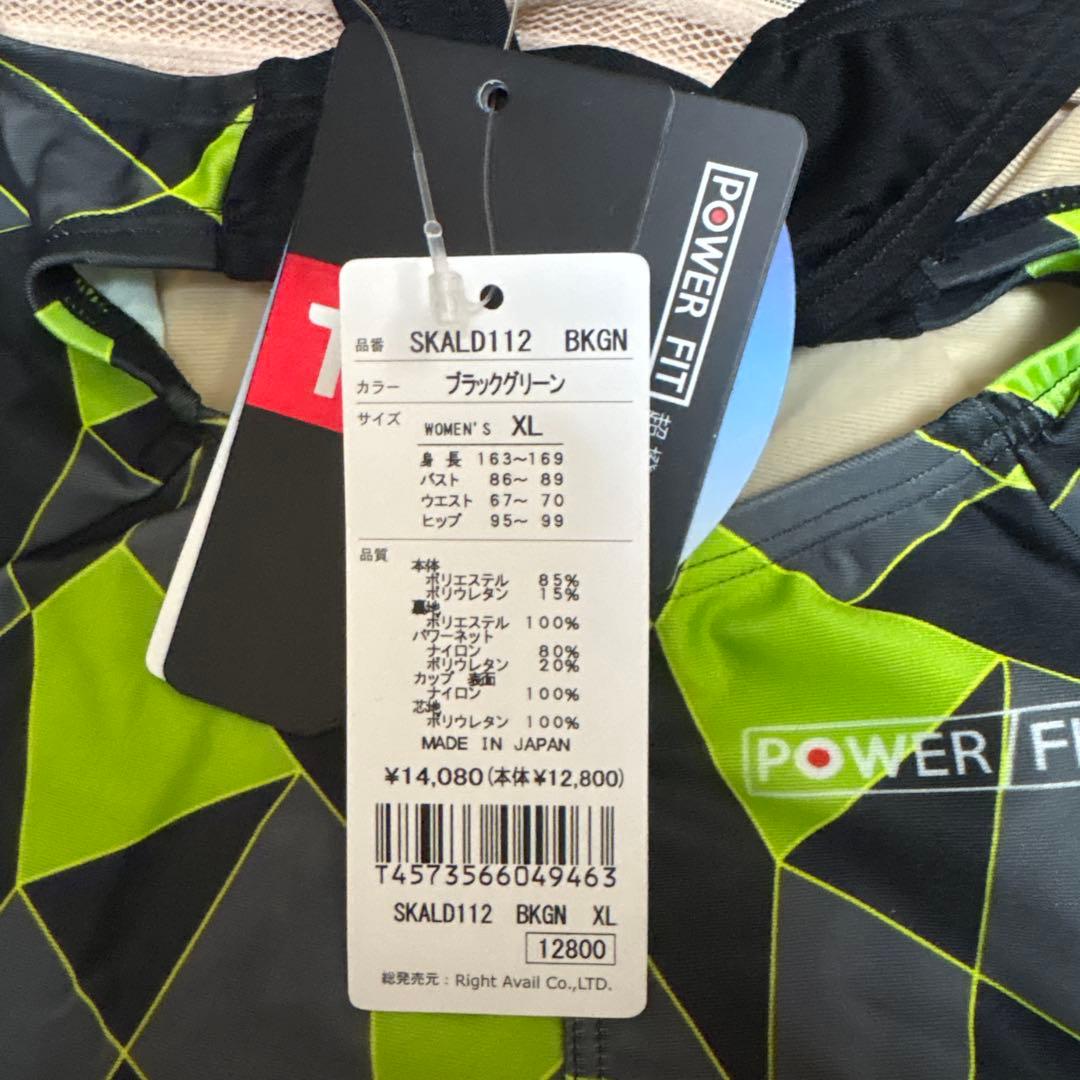 POWER FIT
品番 SKALD112 BKGN
カラー ブラックグリーン
サイズ WOMEN'S XL
身長 163〜169
バスト 86〜 89
ウエスト 67〜 70
ヒップ 95〜 99
品質
本体
ポリエステル 85%
ポリウレタン 15%
裏地
ポリエステル 100%
パワーネット
ナイロン 80%
ポリウレタン 20%
カップ 表面
ナイロン 100%
芯地
ポリウレタン 100%
MADE IN JAPAN
¥14,080(本体¥12,800)
T4573566049463
SKALD112 BKGN XL
12800
総発売元：Right Avail Co.,LTD.
POWER